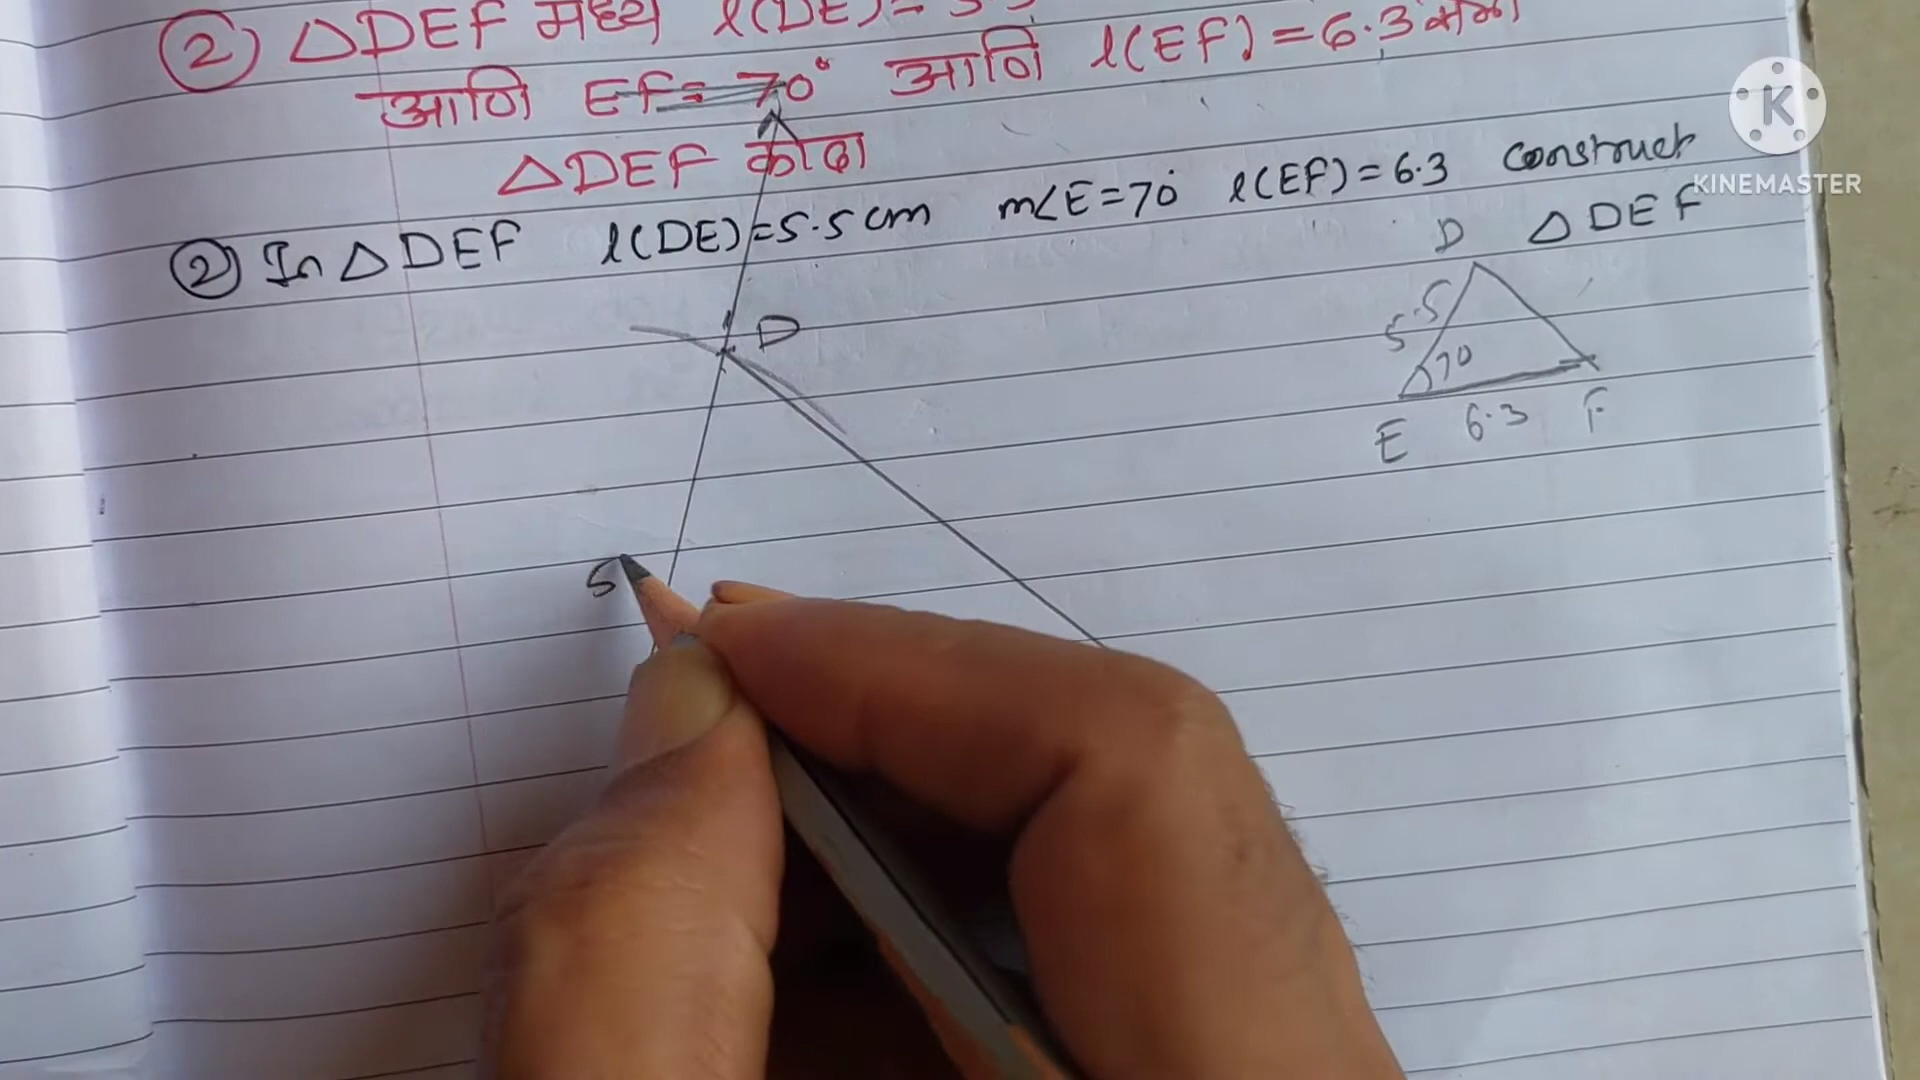 ② △DEF मध्ये l(DE) = 5.5
आणि EF = 70° आणि l(EF) = 6.3
△DEF काढा
② In △DEF l(DE)=5.5 cm m∠E=70° l(EF)=6.3 construct
△ DEF
D
5.5
70
E 6.3 F
D
5
K
KINEMASTER